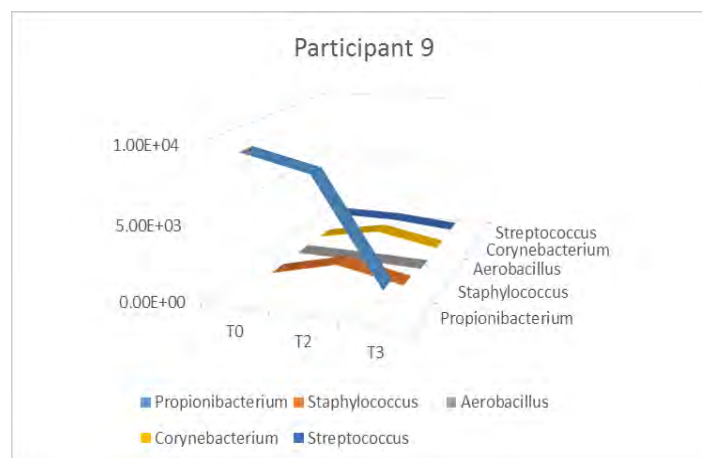 Participant 9
1.00E+04
5.00E+03
0.00E+00
T0
T2
T3
Streptococcus
Corynebacterium
Aerobacillus
Staphylococcus
Propionibacterium
Propionibacterium Staphylococcus Aerobacillus
Corynebacterium Streptococcus